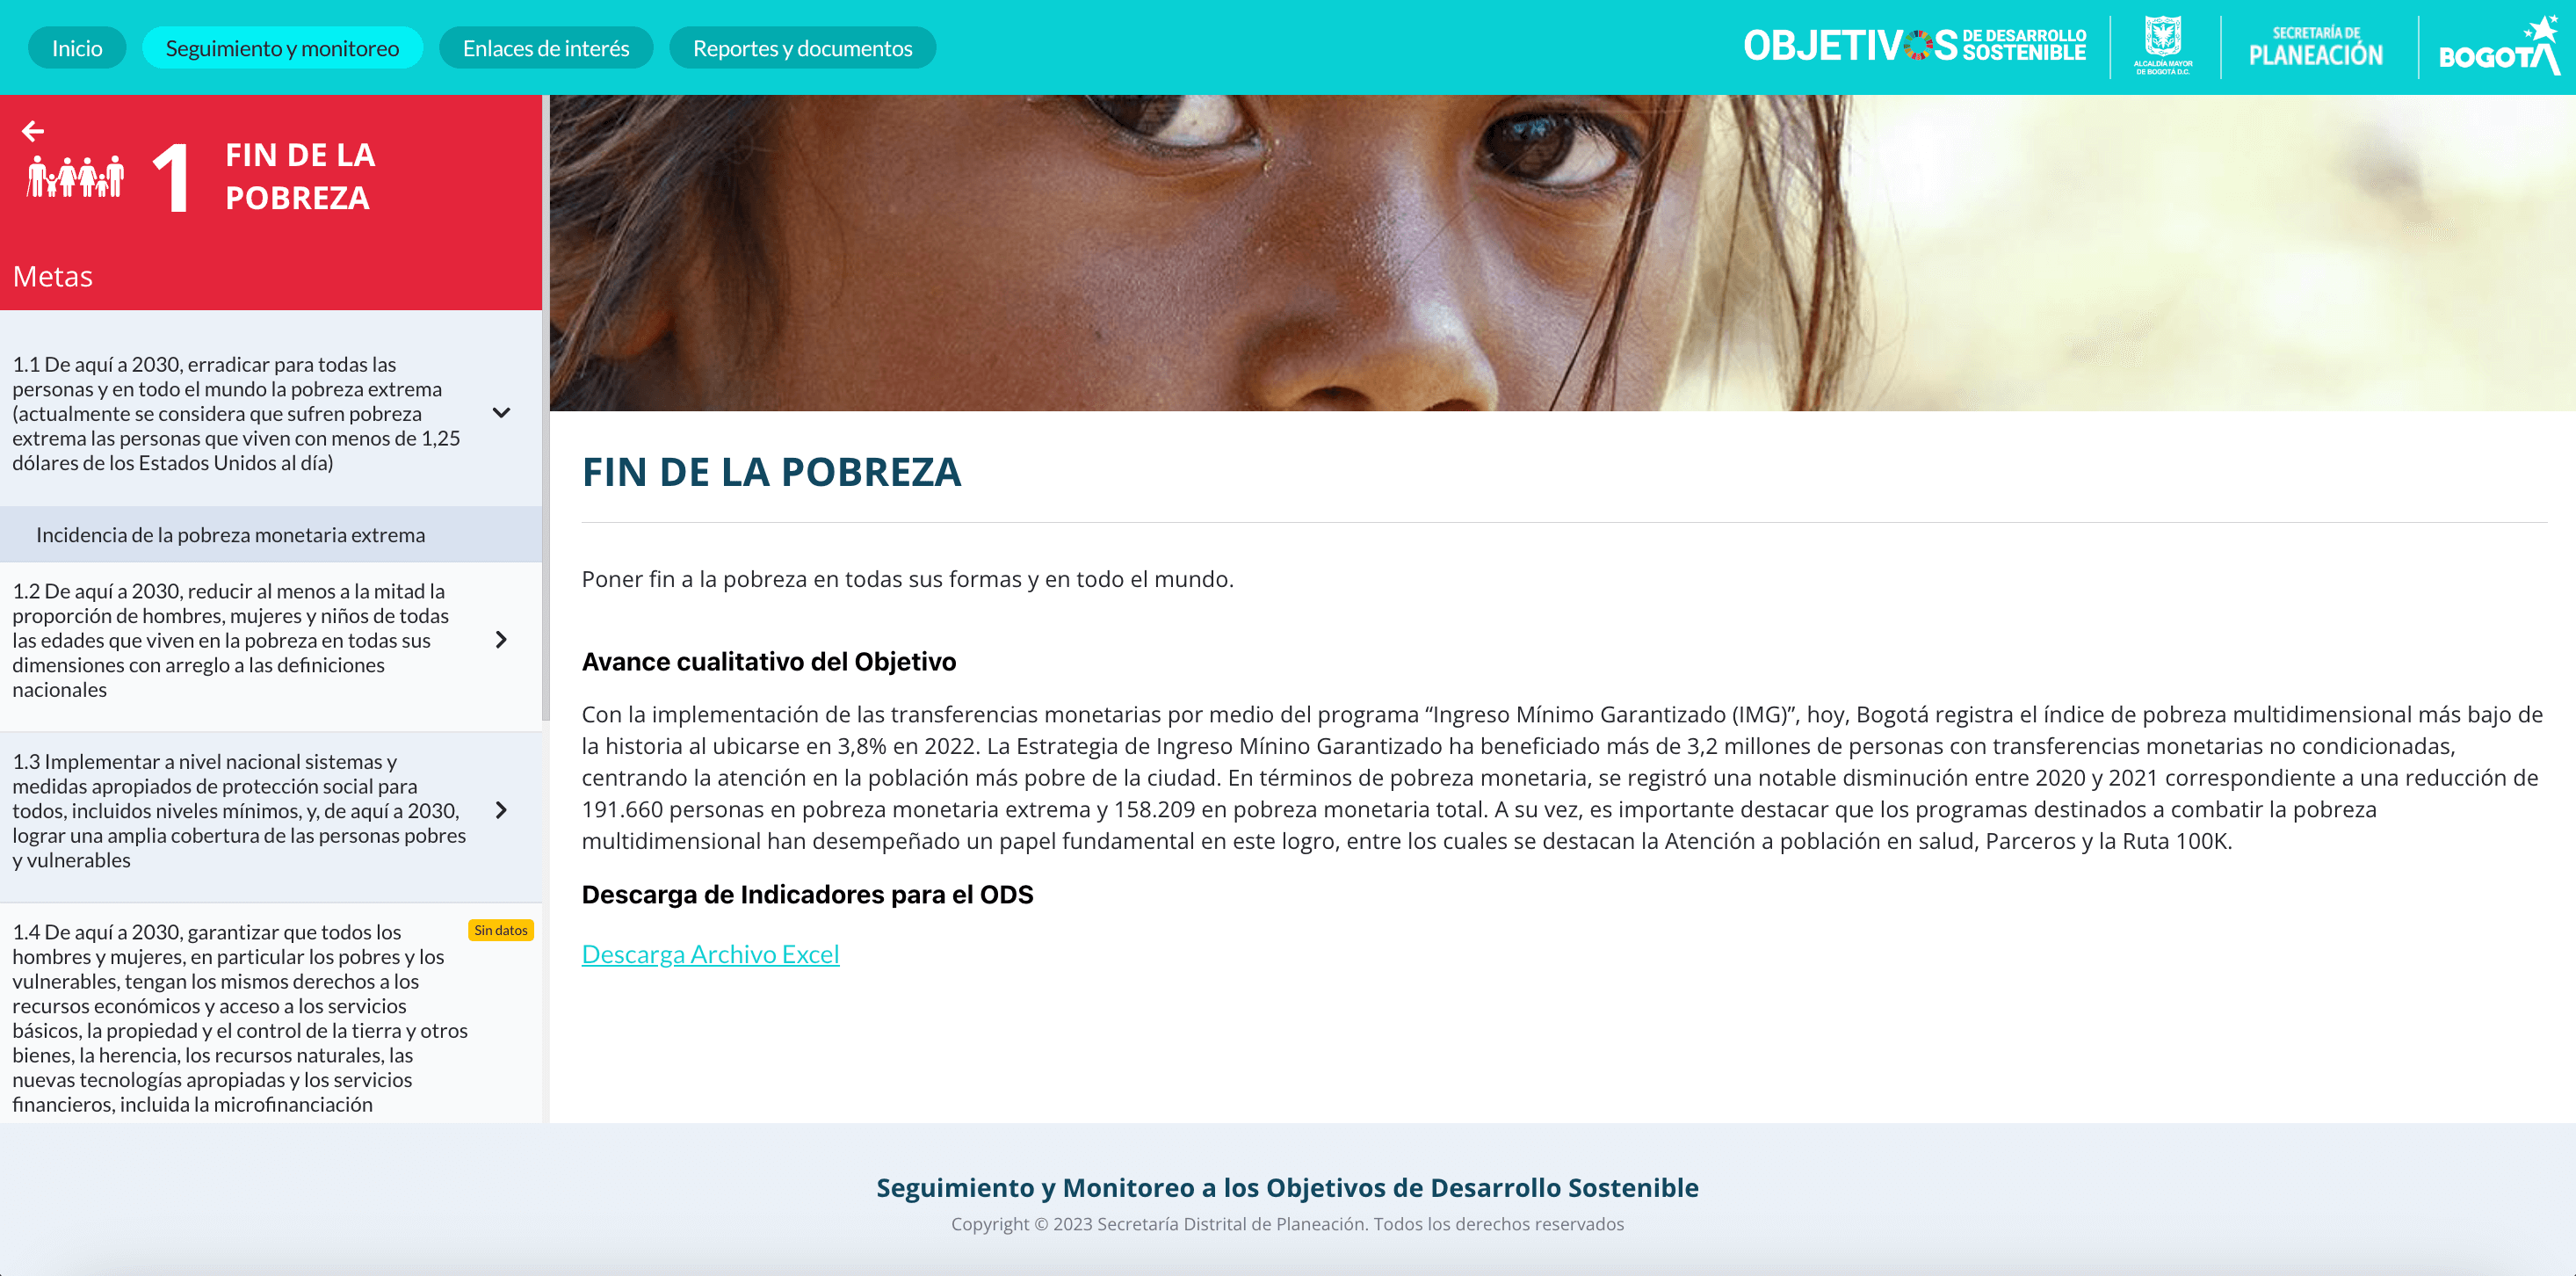 Inicio
Seguimiento y monitoreo
Enlaces de interés
Reportes y documentos
OBJETIVOS DE DESARROLLO SOSTENIBLE
ALCALDÍA MAYOR
DE BOGOTÁ D.C.
SECRETARÍA DE
PLANEACIÓN
BOGOTÁ
1
FIN DE LA
POBREZA
Metas
1.1 De aquí a 2030, erradicar para todas las
personas y en todo el mundo la pobreza extrema
(actualmente se considera que sufren pobreza
extrema las personas que viven con menos de 1,25
dólares de los Estados Unidos al día)
Incidencia de la pobreza monetaria extrema
1.2 De aquí a 2030, reducir al menos a la mitad la
proporción de hombres, mujeres y niños de todas
las edades que viven en la pobreza en todas sus
dimensiones con arreglo a las definiciones
nacionales
1.3 Implementar a nivel nacional sistemas y
medidas apropiados de protección social para
todos, incluidos niveles mínimos, y, de aquí a 2030,
lograr una amplia cobertura de las personas pobres
y vulnerables
Sin datos
1.4 De aquí a 2030, garantizar que todos los
hombres y mujeres, en particular los pobres y los
vulnerables, tengan los mismos derechos a los
recursos económicos y acceso a los servicios
básicos, la propiedad y el control de la tierra y otros
bienes, la herencia, los recursos naturales, las
nuevas tecnologías apropiadas y los servicios
financieros, incluida la microfinanciación
FIN DE LA POBREZA
Poner fin a la pobreza en todas sus formas y en todo el mundo.
Avance cualitativo del Objetivo
Con la implementación de las transferencias monetarias por medio del programa “Ingreso Mínimo Garantizado (IMG)”, hoy, Bogotá registra el índice de pobreza multidimensional más bajo de
la historia al ubicarse en 3,8% en 2022. La Estrategia de Ingreso Mínino Garantizado ha beneficiado más de 3,2 millones de personas con transferencias monetarias no condicionadas,
centrando la atención en la población más pobre de la ciudad. En términos de pobreza monetaria, se registró una notable disminución entre 2020 y 2021 correspondiente a una reducción de
191.660 personas en pobreza monetaria extrema y 158.209 en pobreza monetaria total. A su vez, es importante destacar que los programas destinados a combatir la pobreza
multidimensional han desempeñado un papel fundamental en este logro, entre los cuales se destacan la Atención a población en salud, Parceros y la Ruta 100K.
Descarga de Indicadores para el ODS
Descarga Archivo Excel
Seguimiento y Monitoreo a los Objetivos de Desarrollo Sostenible
Copyright © 2023 Secretaría Distrital de Planeación. Todos los derechos reservados